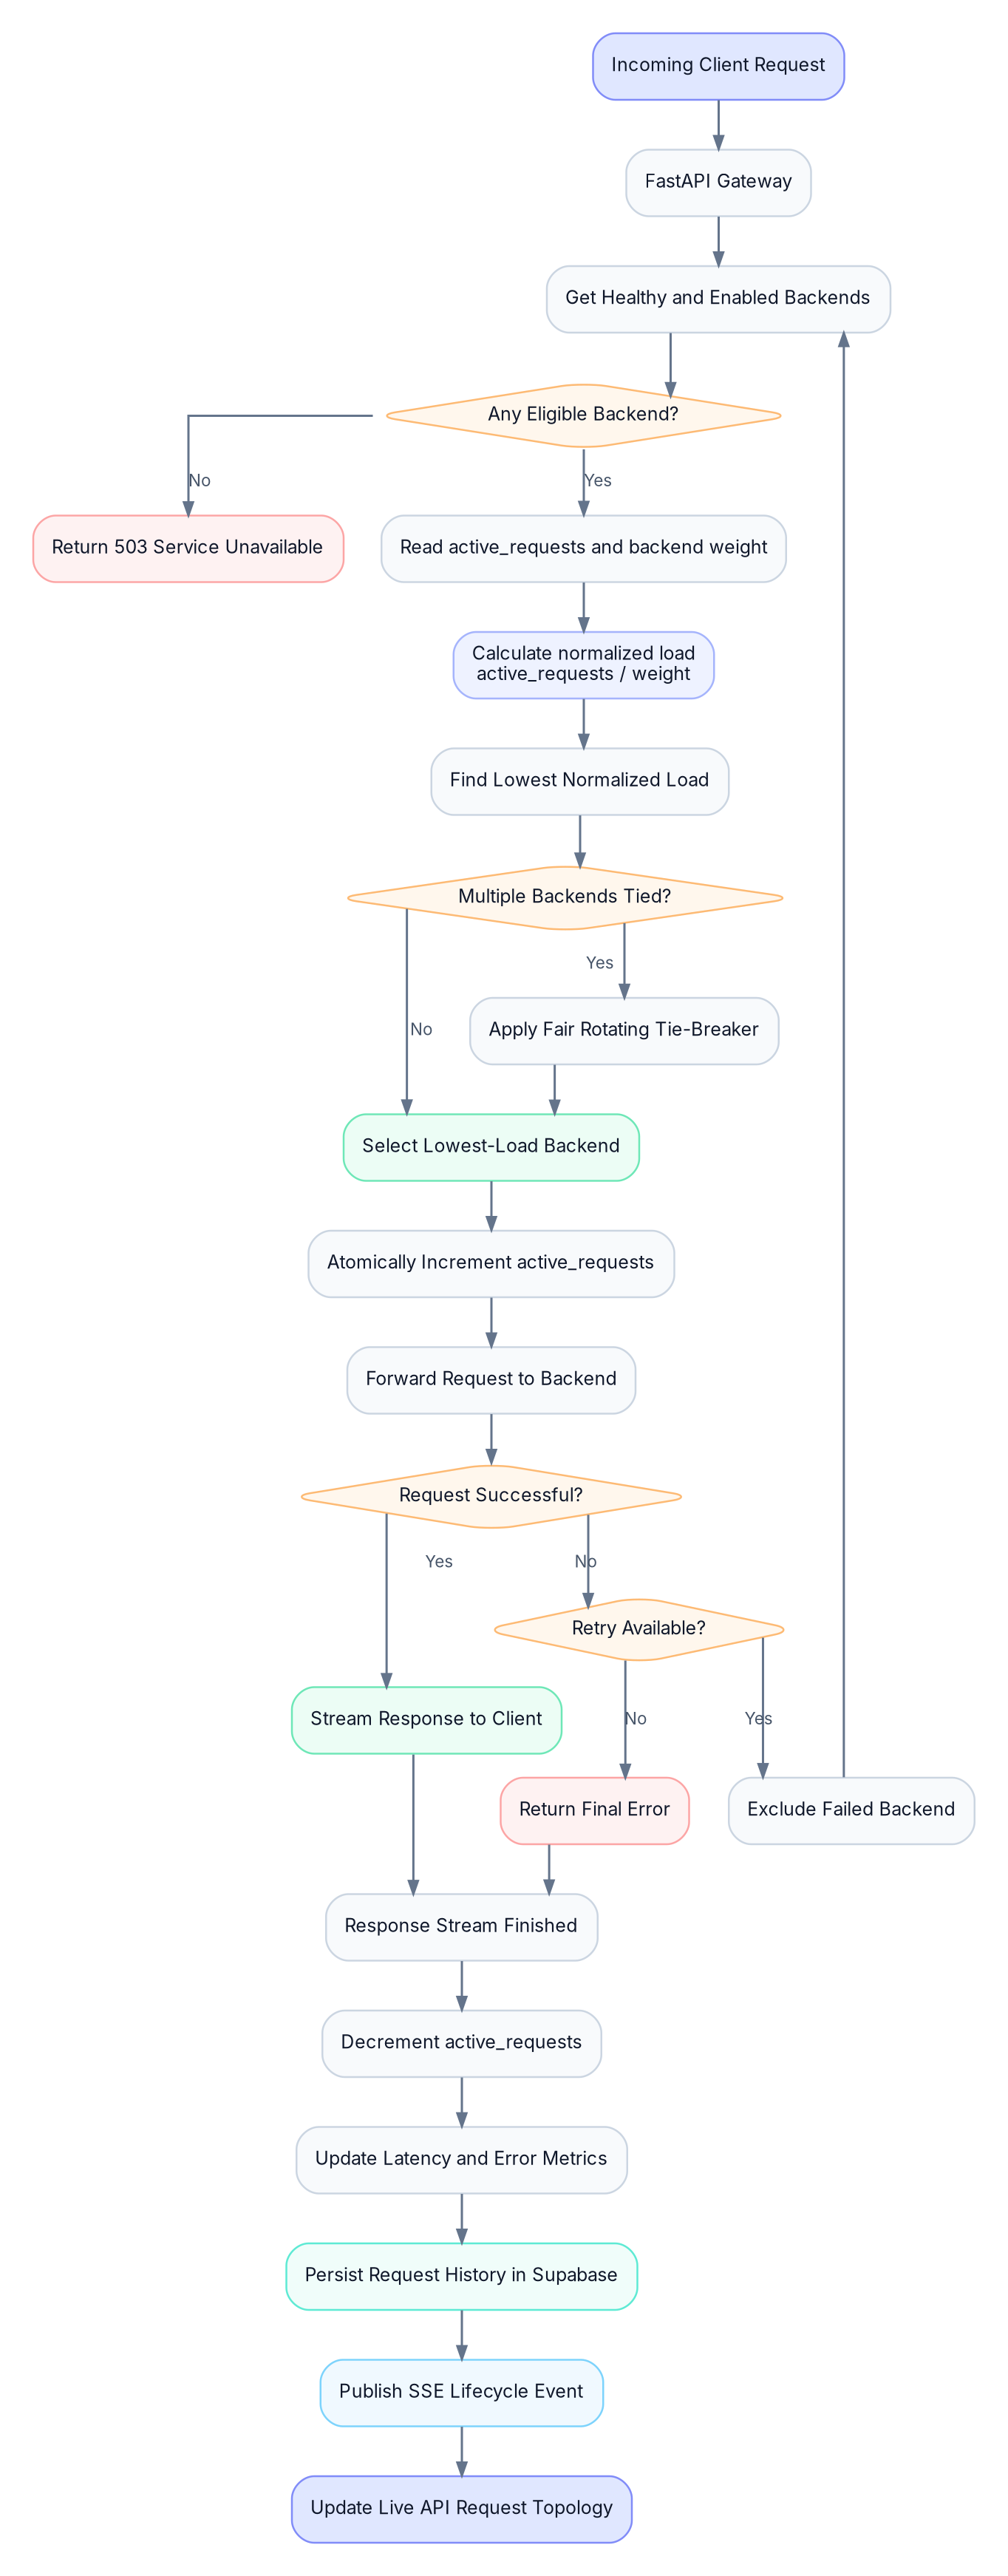 Incoming Client Request
FastAPI Gateway
Get Healthy and Enabled Backends
Any Eligible Backend?
No
Yes
Return 503 Service Unavailable
Read active_requests and backend weight
Calculate normalized load
active_requests / weight
Find Lowest Normalized Load
Multiple Backends Tied?
Yes
No
Apply Fair Rotating Tie-Breaker
Select Lowest-Load Backend
Atomically Increment active_requests
Forward Request to Backend
Request Successful?
Yes
No
Retry Available?
Stream Response to Client
No
Yes
Return Final Error
Exclude Failed Backend
Response Stream Finished
Decrement active_requests
Update Latency and Error Metrics
Persist Request History in Supabase
Publish SSE Lifecycle Event
Update Live API Request Topology